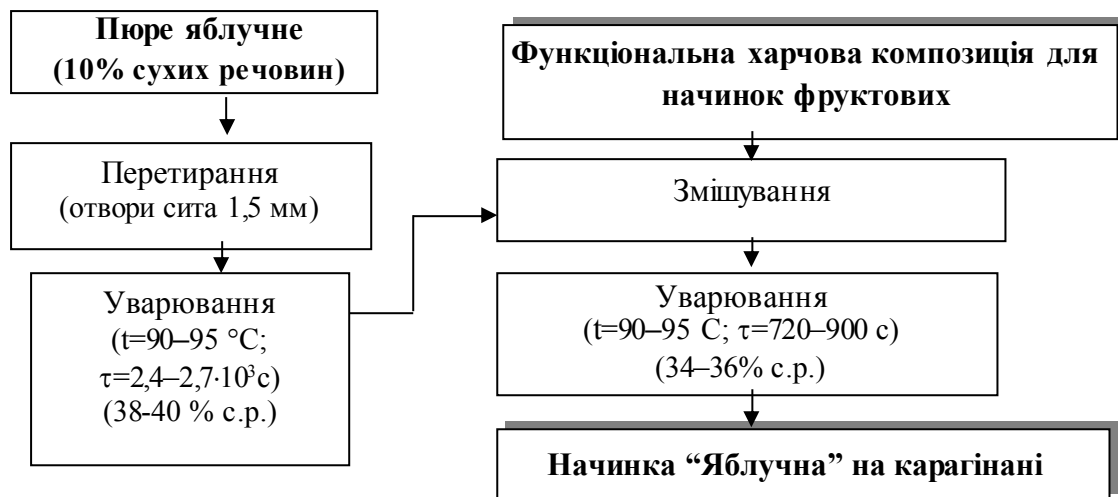 Пюре яблучне
(10% сухих речовин)
Перетирання
(отвори сита 1,5 мм)
Уварювання
(t=90–95 °C;
τ=2,4–2,7·10³с)
(38-40 % с.р.)
Функціональна харчова композиція для
начинок фруктових
Змішування
Уварювання
(t=90–95 С; τ=720–900 с)
(34–36% с.р.)
Начинка “Яблучна” на карагінані